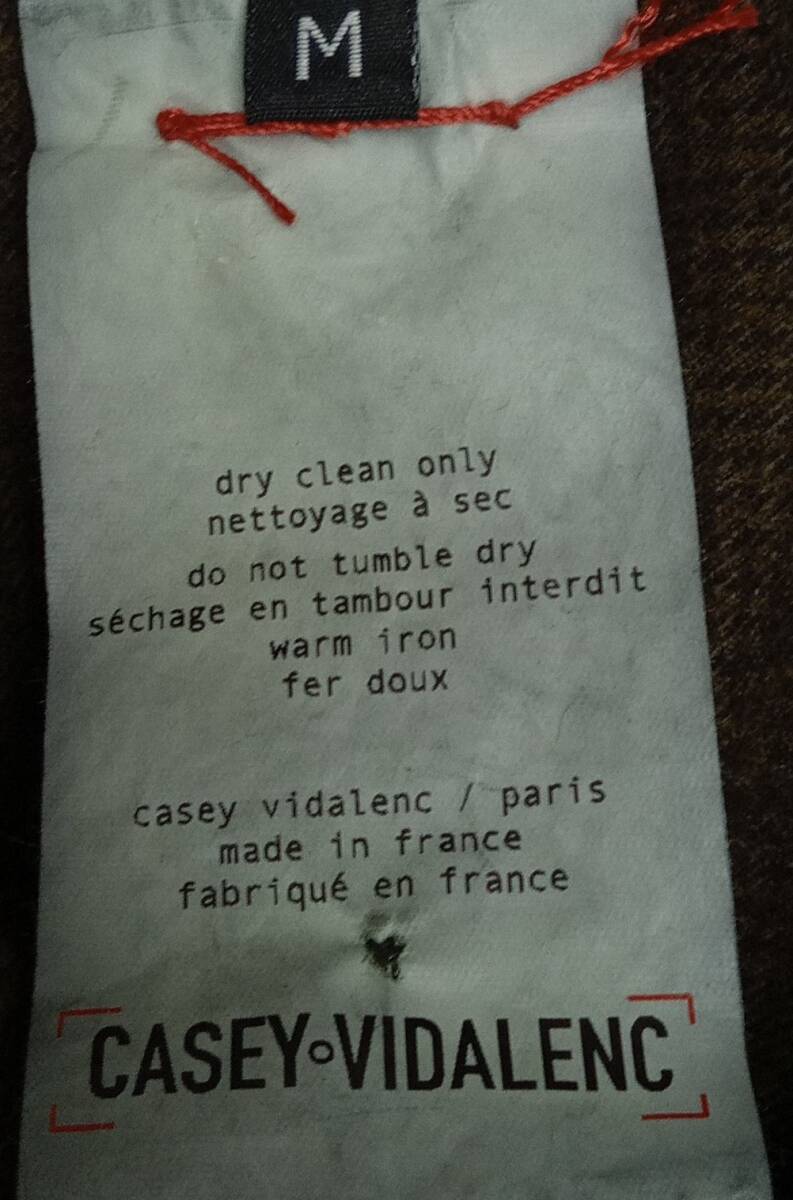 M
dry clean only
nettoyage à sec
do not tumble dry
séchage en tambour interdit
warm iron
fer doux
casey vidalenc / paris
made in france
fabriqué en france
CASEY∘VIDALENC